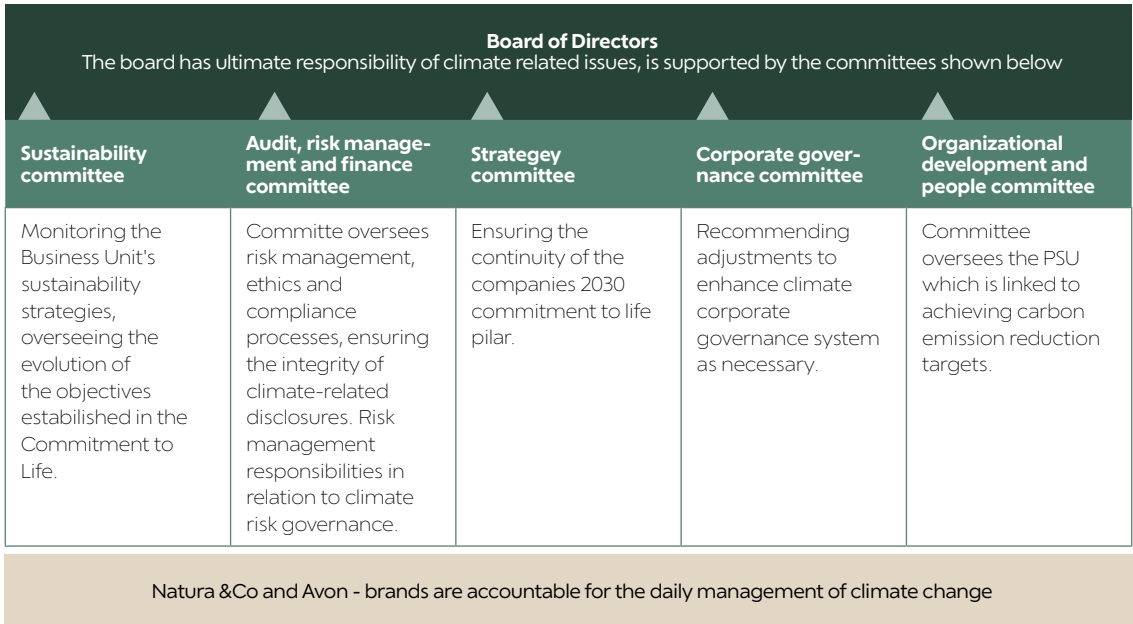 Board of Directors
The board has ultimate responsibility of climate related issues, is supported by the committees shown below
Sustainability
committee
Audit, risk manage-
ment and finance
committee
Strategey
committee
Corporate gover-
nance committee
Organizational
development and
people committee
Monitoring the
Business Unit's
sustainability
strategies,
overseeing the
evolution of
the objectives
estabilished in the
Commitment to
Life.
Committe oversees
risk management,
ethics and
compliance
processes, ensuring
the integrity of
climate-related
disclosures. Risk
management
responsibilities in
relation to climate
risk governance.
Ensuring the
continuity of the
companies 2030
commitment to life
pilar.
Recommending
adjustments to
enhance climate
corporate
governance system
as necessary.
Committee
oversees the PSU
which is linked to
achieving carbon
emission reduction
targets.
Natura &Co and Avon - brands are accountable for the daily management of climate change